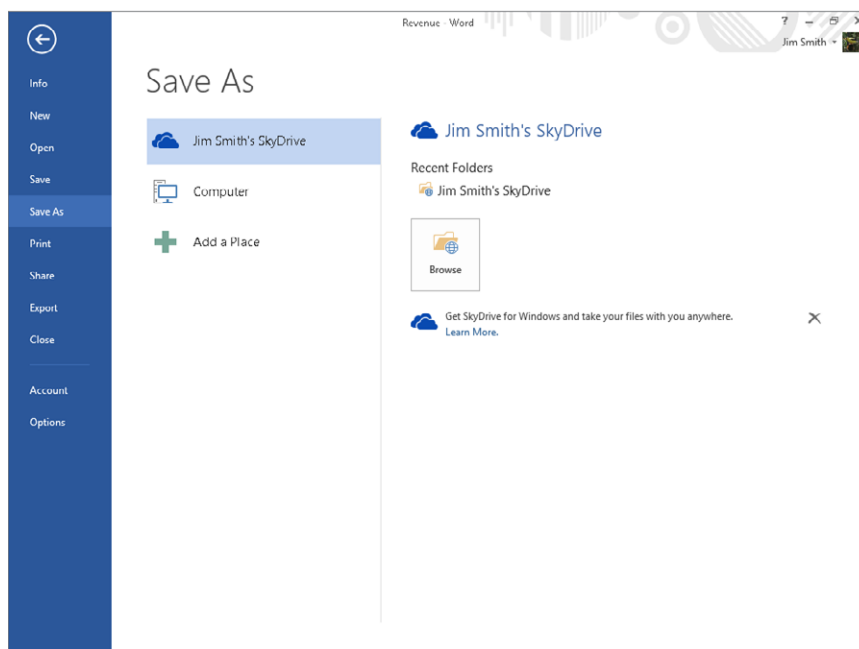 Revenue - Word
?
Jim Smith
Info
New
Open
Save
Save As
Print
Share
Export
Close
Account
Options
Save As
Jim Smith's SkyDrive
Computer
Add a Place
Jim Smith's SkyDrive
Recent Folders
Jim Smith's SkyDrive
Browse
Get SkyDrive for Windows and take your files with you anywhere.
Learn More.